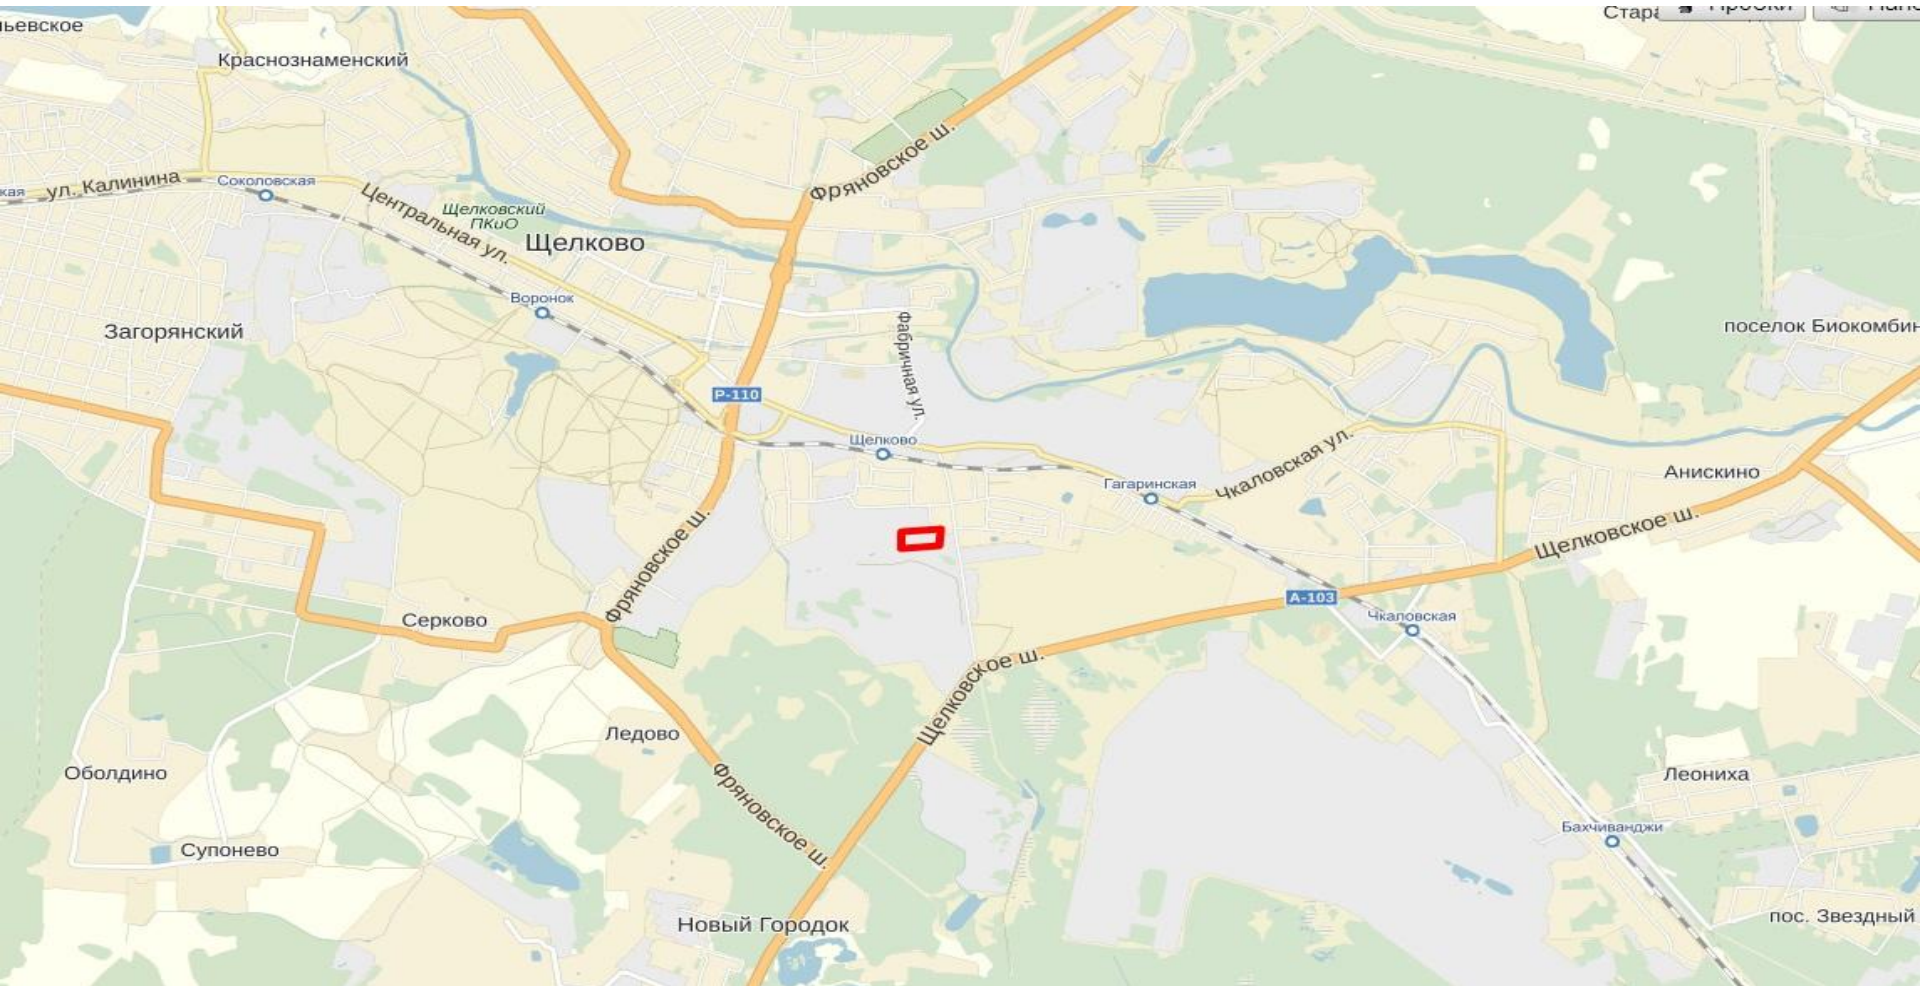 Краснознаменский
ул. Калинина
Соколовская
Центральная ул.
Щелковский
ПКиО
Щелково
Фряновское ш.
Воронок
Загорянский
Фабричная ул.
поселок Биокомбин
Р-110
Щелково
Гагаринская
Чкаловская ул.
Анискино
Щелковское ш.
Фряновское ш.
А-103
Серково
Чкаловская
Щелковское ш.
Ледово
Фряновское ш.
Оболдино
Леониха
Бахчиванджи
Супонево
Новый Городок
пос. Звездный